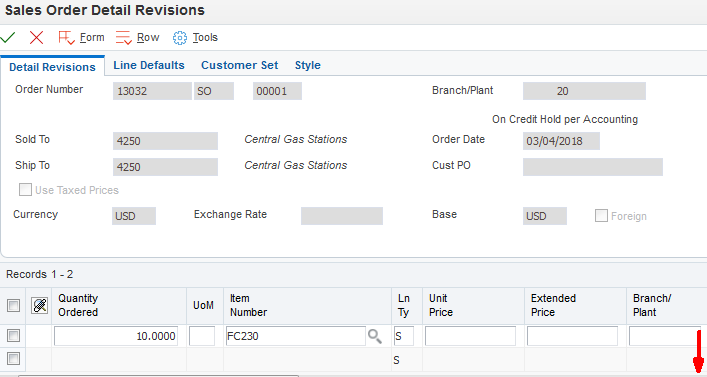 Sales Order Detail Revisions
Form Row Tools
Detail Revisions Line Defaults Customer Set Style
Order Number 13032 SO 00001 Branch/Plant 20
On Credit Hold per Accounting
Sold To 4250 Central Gas Stations Order Date 03/04/2018
Ship To 4250 Central Gas Stations Cust PO
Use Taxed Prices
Currency USD Exchange Rate Base USD Foreign
Records 1 - 2
Quantity Ordered UoM Item Number Ln Ty Unit Price Extended Price Branch/ Plant
10.0000 FC230 S
S